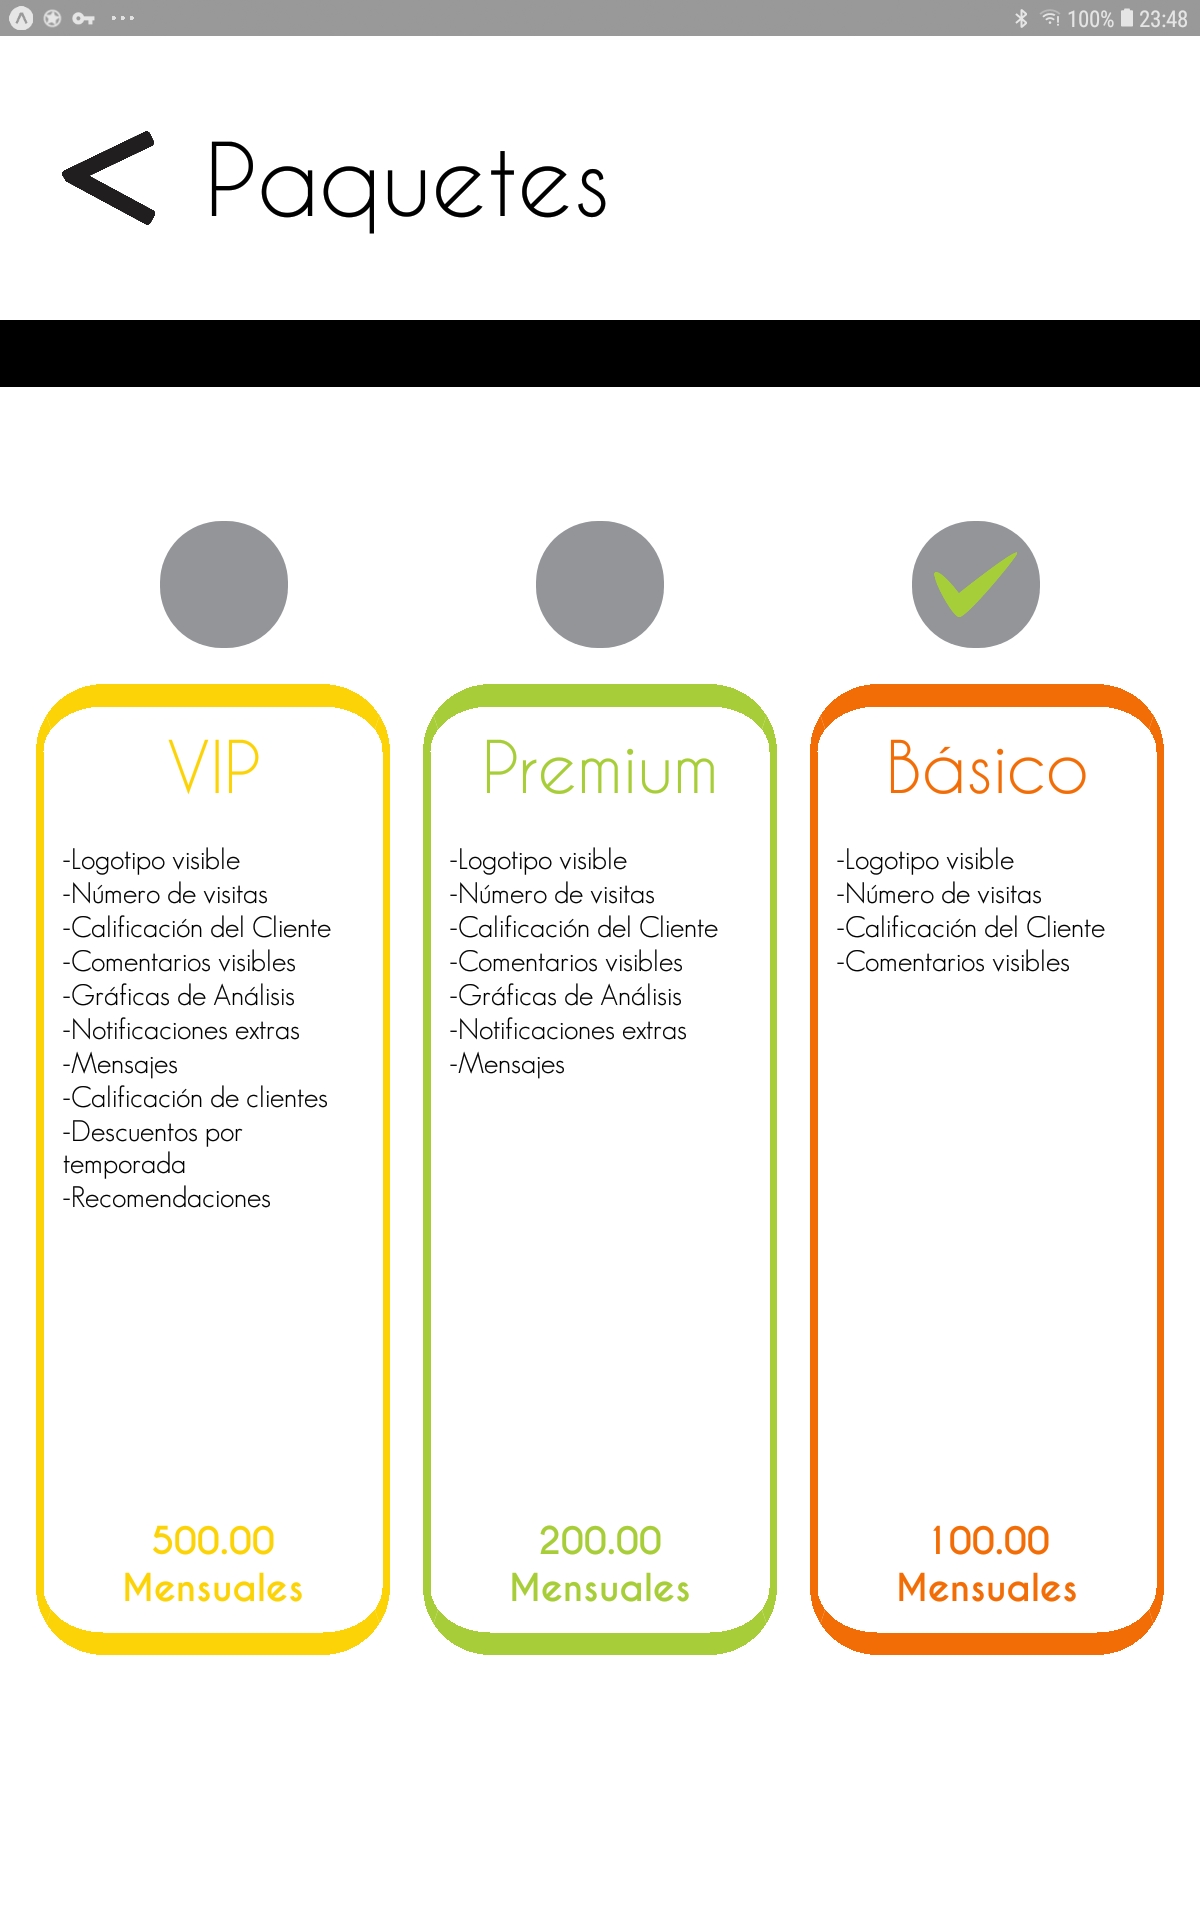 100% 23:48
< Paquetes
VIP
-Logotipo visible
-Número de visitas
-Calificación del Cliente
-Comentarios visibles
-Gráficas de Análisis
-Notificaciones extras
-Mensajes
-Calificación de clientes
-Descuentos por
temporada
-Recomendaciones
500.00
Mensuales
Premium
-Logotipo visible
-Número de visitas
-Calificación del Cliente
-Comentarios visibles
-Gráficas de Análisis
-Notificaciones extras
-Mensajes
200.00
Mensuales
Básico
-Logotipo visible
-Número de visitas
-Calificación del Cliente
-Comentarios visibles
100.00
Mensuales